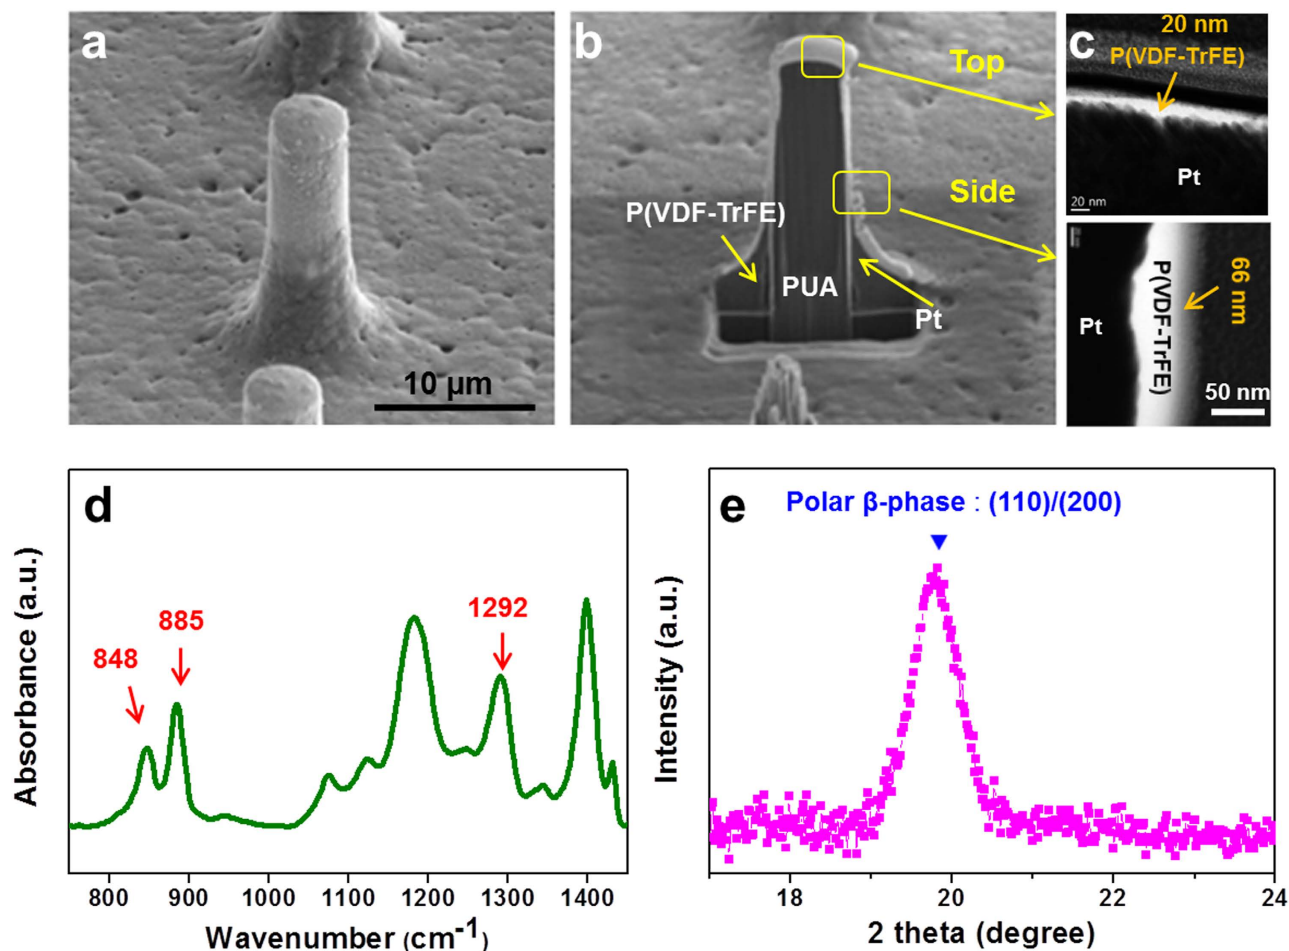 a
10 µm
b
Top
Side
P(VDF-TrFE)
PUA
Pt
c
20 nm
P(VDF-TrFE)
Pt
20 nm
Pt
P(VDF-TrFE)
66 nm
50 nm
d
848
885
1292
Absorbance (a.u.)
800 900 1000 1100 1200 1300 1400
Wavenumber (cm-1)
e
Polar β-phase : (110)/(200)
Intensity (a.u.)
18 20 22 24
2 theta (degree)